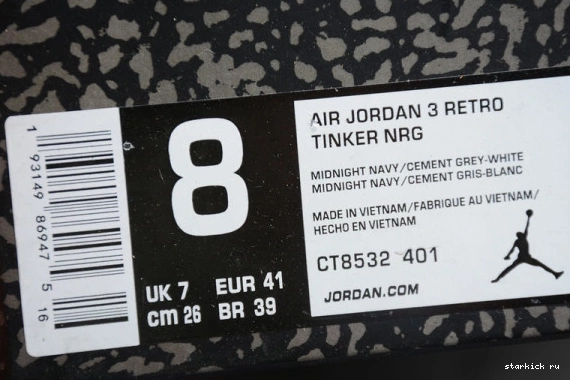 1 93149 86947 5 16
8
UK 7 EUR 41
cm 26 BR 39
AIR JORDAN 3 RETRO
TINKER NRG
MIDNIGHT NAVY/CEMENT GREY-WHITE
MIDNIGHT NAVY/CEMENT GRIS-BLANC
MADE IN VIETNAM/FABRIQUE AU VIETNAM/
HECHO EN VIETNAM
CT8532 401
JORDAN.COM
starkick ru